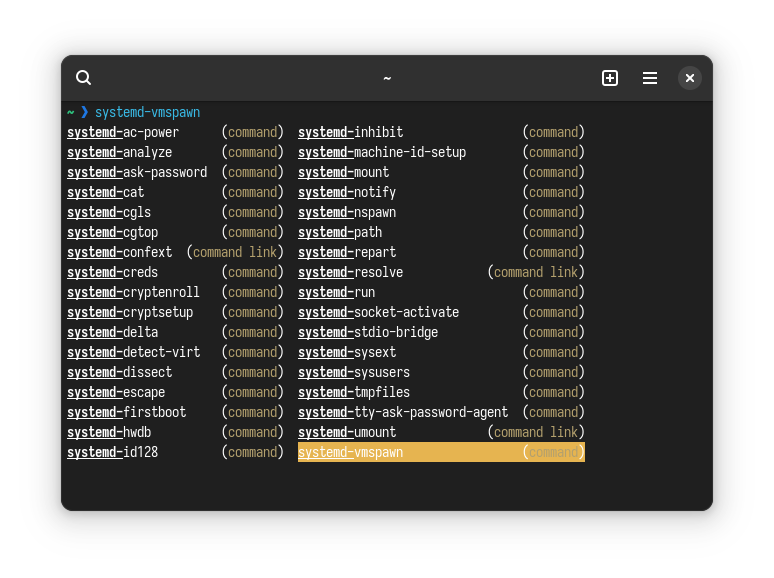 ~
~ ❯ systemd-vmspawn
systemd-ac-power (command) systemd-inhibit (command)
systemd-analyze (command) systemd-machine-id-setup (command)
systemd-ask-password (command) systemd-mount (command)
systemd-cat (command) systemd-notify (command)
systemd-cgls (command) systemd-nspawn (command)
systemd-cgtop (command) systemd-path (command)
systemd-confext (command link) systemd-repart (command)
systemd-creds (command) systemd-resolve (command link)
systemd-cryptenroll (command) systemd-run (command)
systemd-cryptsetup (command) systemd-socket-activate (command)
systemd-delta (command) systemd-stdio-bridge (command)
systemd-detect-virt (command) systemd-sysext (command)
systemd-dissect (command) systemd-sysusers (command)
systemd-escape (command) systemd-tmpfiles (command)
systemd-firstboot (command) systemd-tty-ask-password-agent (command)
systemd-hwdb (command) systemd-umount (command link)
systemd-id128 (command) systemd-vmspawn (command)